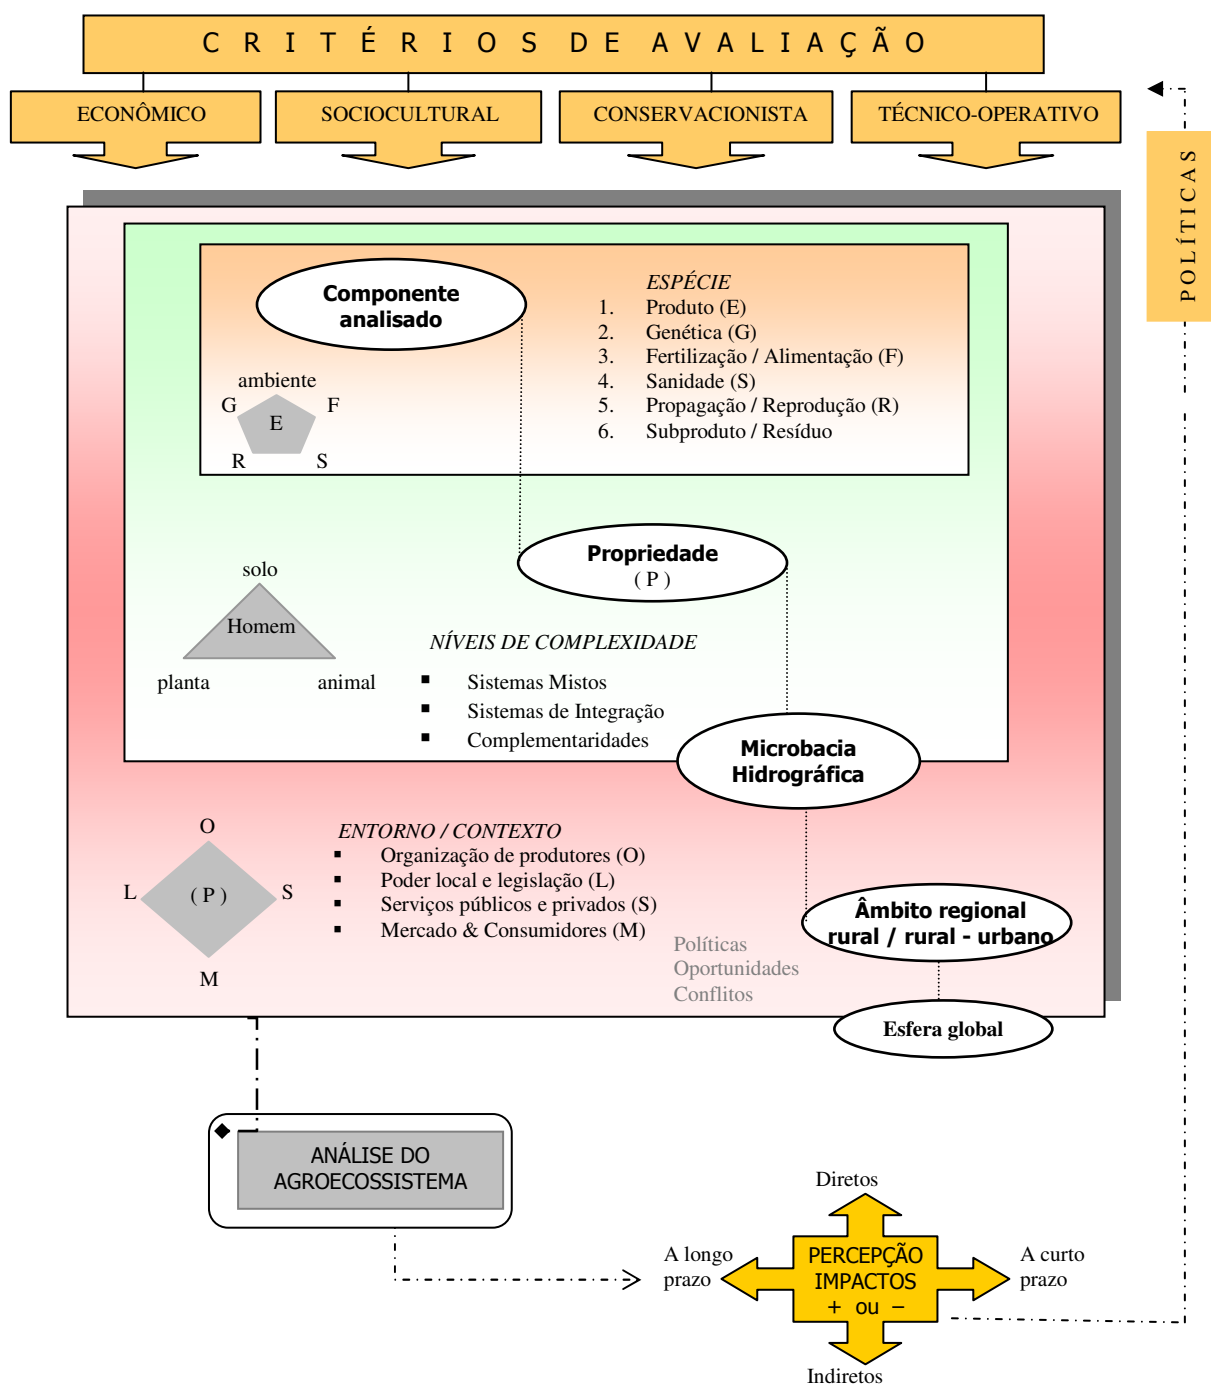 CRITÉRIOS DE AVALIAÇÃO
ECONÔMICO
SOCIOCULTURAL
CONSERVACIONISTA
TÉCNICO-OPERATIVO
POLÍTICAS
Componente
analisado
ESPÉCIE
1. Produto (E)
2. Genética (G)
3. Fertilização / Alimentação (F)
4. Sanidade (S)
5. Propagação / Reprodução (R)
6. Subproduto / Resíduo
ambiente
G
F
E
R
S
Propriedade
( P )
solo
Homem
planta
animal
NÍVEIS DE COMPLEXIDADE
▪ Sistemas Mistos
▪ Sistemas de Integração
▪ Complementaridades
Microbacia
Hidrográfica
O
L
( P )
S
M
ENTORNO / CONTEXTO
▪ Organização de produtores (O)
▪ Poder local e legislação (L)
▪ Serviços públicos e privados (S)
▪ Mercado & Consumidores (M)
Âmbito regional
rural / rural - urbano
Políticas
Oportunidades
Conflitos
Esfera global
ANÁLISE DO
AGROECOSSISTEMA
Diretos
A longo
prazo
PERCEPÇÃO
IMPACTOS
+ ou −
A curto
prazo
Indiretos